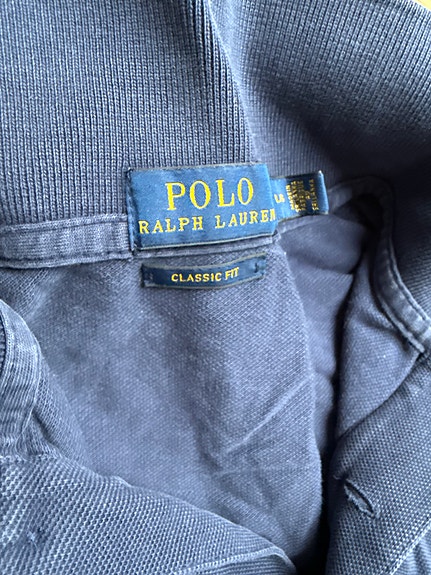 POLO
RALPH LAUREN
CLASSIC FIT